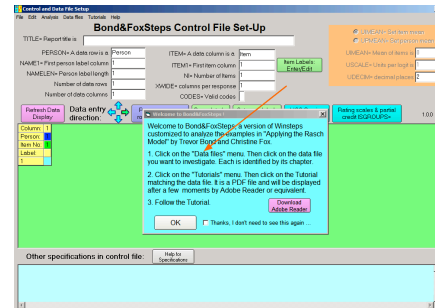 Control and Data File Setup
File Edit Analysis Data files Tutorials Help
Bond&FoxSteps Control File Set-Up
TITLE= Report title is
PERSON= A data row is a Person
ITEM= A data column is a Item
NAME1= First person label column 1
ITEM1= First item column 1
NAMELEN= Person label length 1
NI= Number of items 1
Number of data rows 1
XWIDE= columns per response 1
Number of data columns 1
CODES= Valid codes
Item Labels:
Enter/Edit
UIMEAN= Set item mean
UPMEAN= Set person mean
UIMEAN= Mean of items is
USCALE= Units per logit is 1
UDECIM= decimal places 2
Refresh Data
Display:
Data entry
direction:
Rating scales & partial
credit ISGROUPS=
1.00
Column: 1
Person:
Item No: 1
Label
1
Welcome to Bond&FoxSteps!
Welcome to Bond&FoxSteps, a version of Winsteps
customized to analyze the examples in "Applying the Rasch
Model" by Trevor Bond and Christine Fox.
1. Click on the "Data files" menu. Then click on the data file
you want to investigate. Each is identified by its chapter.
2. Click on the "Tutorials" menu. Then click on the Tutorial
matching the data file. It is a PDF file and will be displayed
after a few moments by Adobe Reader or equivalent.
3. Follow the Tutorial.
Download
Adobe Reader
OK
Thanks, I don't need to see this again ...
Other specifications in control file:
Help for
Specifications